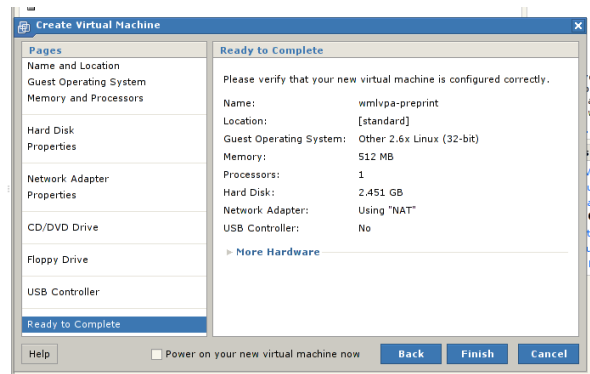 Create Virtual Machine
Pages
Name and Location
Guest Operating System
Memory and Processors
Hard Disk
Properties
Network Adapter
Properties
CD/DVD Drive
Floppy Drive
USB Controller
Ready to Complete
Ready to Complete
Please verify that your new virtual machine is configured correctly.
Name: wmlvpa-preprint
Location: [standard]
Guest Operating System: Other 2.6x Linux (32-bit)
Memory: 512 MB
Processors: 1
Hard Disk: 2.451 GB
Network Adapter: Using "NAT"
USB Controller: No
More Hardware
Help
Power on your new virtual machine now
Back
Finish
Cancel